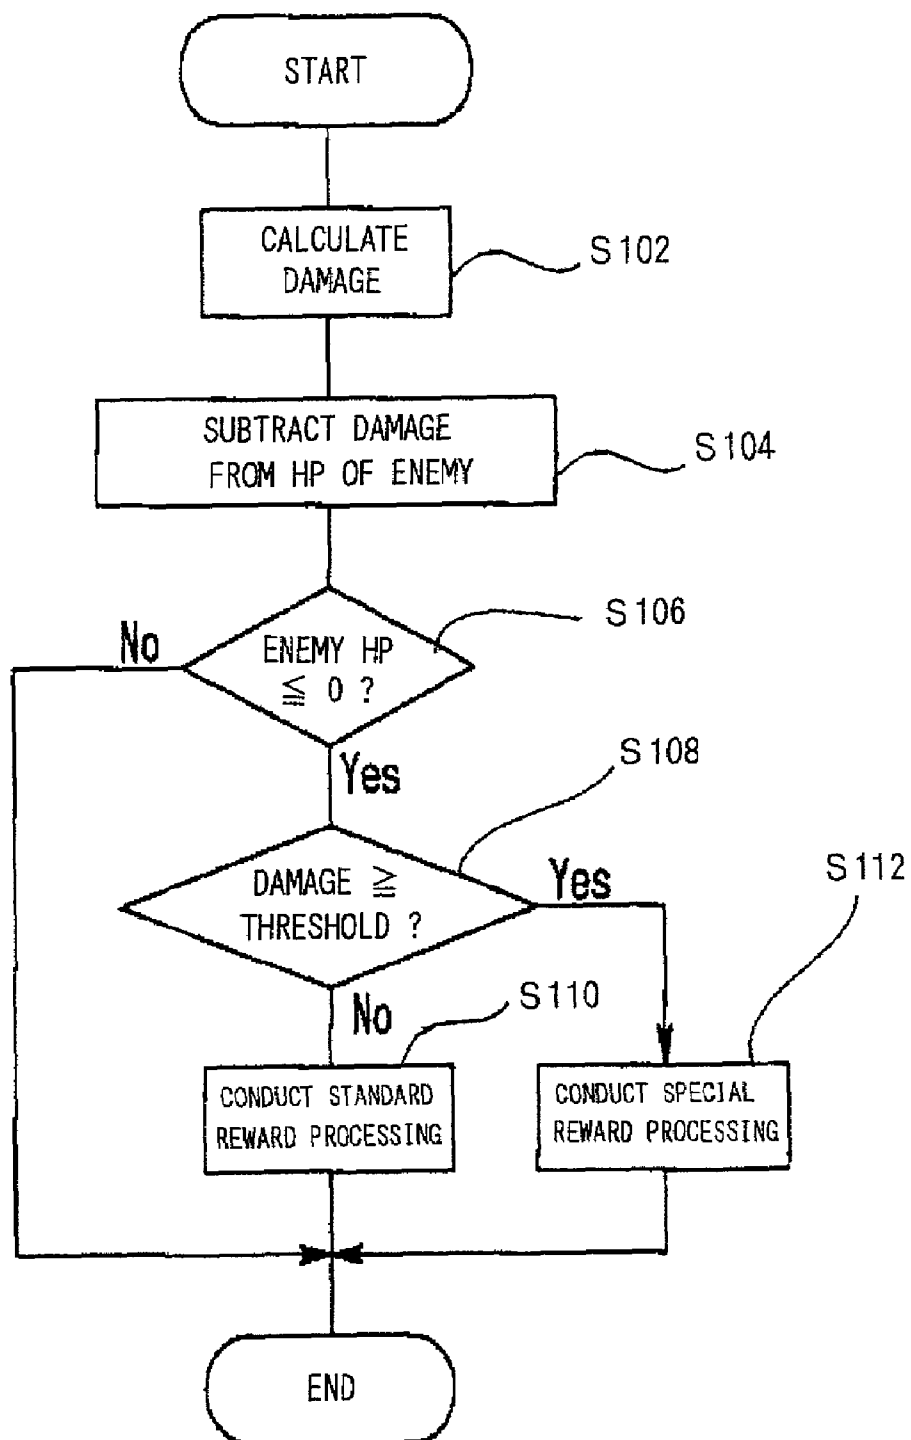 START
CALCULATE
DAMAGE
S102
SUBTRACT DAMAGE
FROM HP OF ENEMY
S104
No
ENEMY HP
≦ 0 ?
S106
Yes
S108
DAMAGE ≧
THRESHOLD ?
Yes
S112
No
S110
CONDUCT STANDARD
REWARD PROCESSING
CONDUCT SPECIAL
REWARD PROCESSING
END